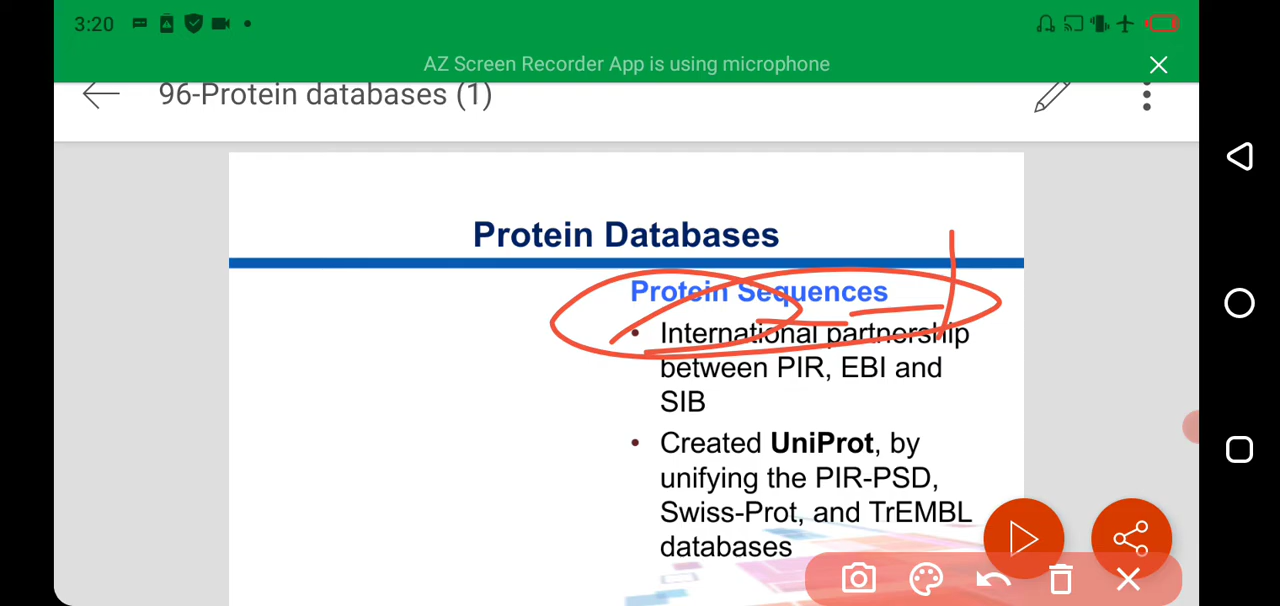 3:20
AZ Screen Recorder App is using microphone
96-Protein databases (1)
Protein Databases
Protein Sequences
• International partnership
between PIR, EBI and
SIB
• Created UniProt, by
unifying the PIR-PSD,
Swiss-Prot, and TrEMBL
databases